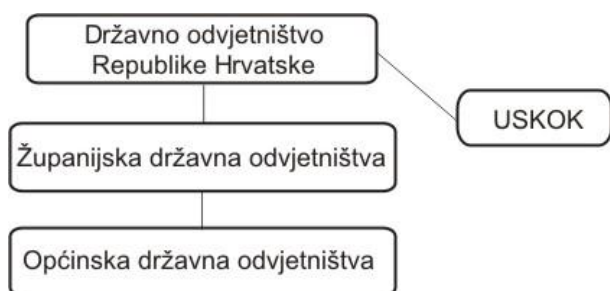 Državno odvjetništvo
Republike Hrvatske
USKOK
Županijska državna odvjetništva
Općinska državna odvjetništva